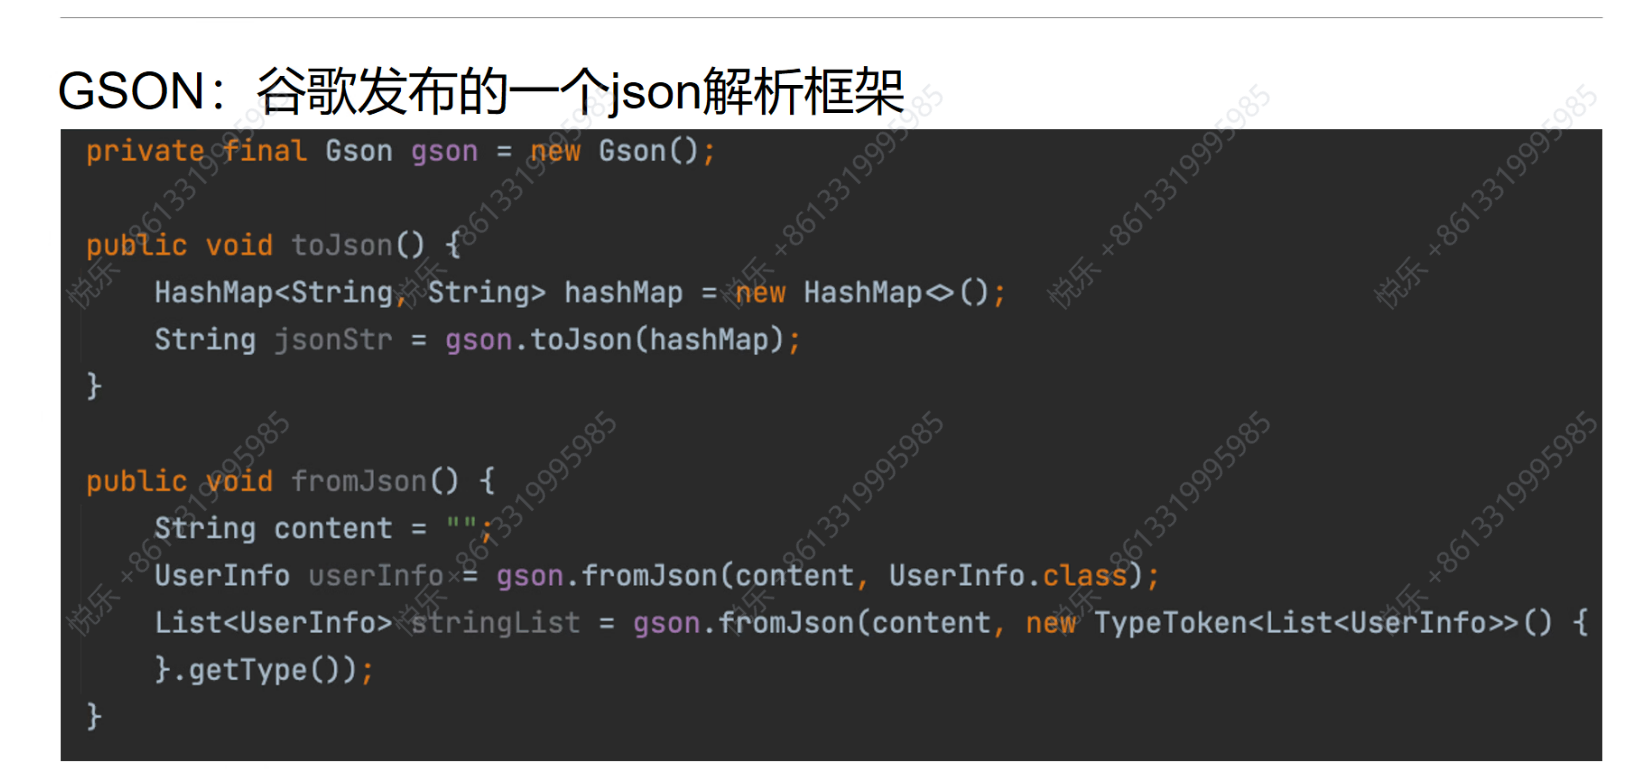 GSON：谷歌发布的一个json解析框架
private final Gson gson = new Gson();
public void toJson() {
HashMap<String, String> hashMap = new HashMap<>();
String jsonStr = gson.toJson(hashMap);
}
public void fromJson() {
String content = "";
UserInfo userInfo = gson.fromJson(content, UserInfo.class);
List<UserInfo> stringList = gson.fromJson(content, new TypeToken<List<UserInfo>>() {
}.getType());
}
悦乐 +8613319995985
悦乐 +8613319995985
悦乐 +8613319995985
悦乐 +8613319995985
悦乐 +8613319995985
悦乐 +8613319995985
悦乐 +8613319995985
悦乐 +8613319995985
悦乐 +8613319995985
悦乐 +8613319995985